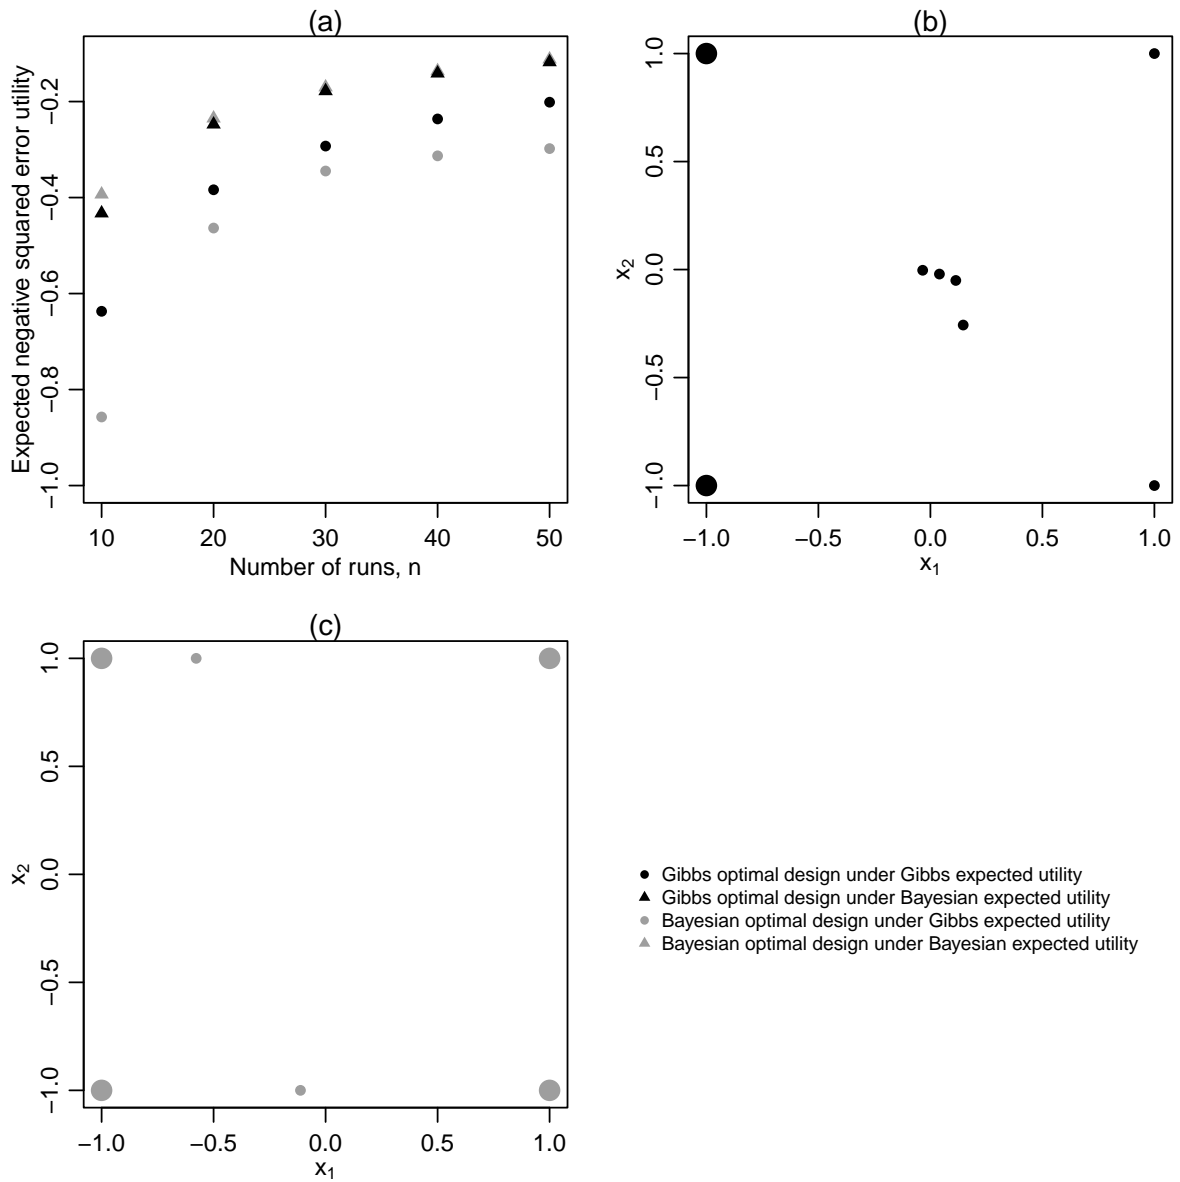 (a)
Expected negative squared error utility
−0.2
−0.4
−0.6
−0.8
−1.0
10 20 30 40 50
Number of runs, n
(b)
x₂
1.0
0.5
0.0
−0.5
−1.0
−1.0 −0.5 0.0 0.5 1.0
x₁
(c)
x₂
1.0
0.5
0.0
−0.5
−1.0
−1.0 −0.5 0.0 0.5 1.0
x₁
Gibbs optimal design under Gibbs expected utility
Gibbs optimal design under Bayesian expected utility
Bayesian optimal design under Gibbs expected utility
Bayesian optimal design under Bayesian expected utility